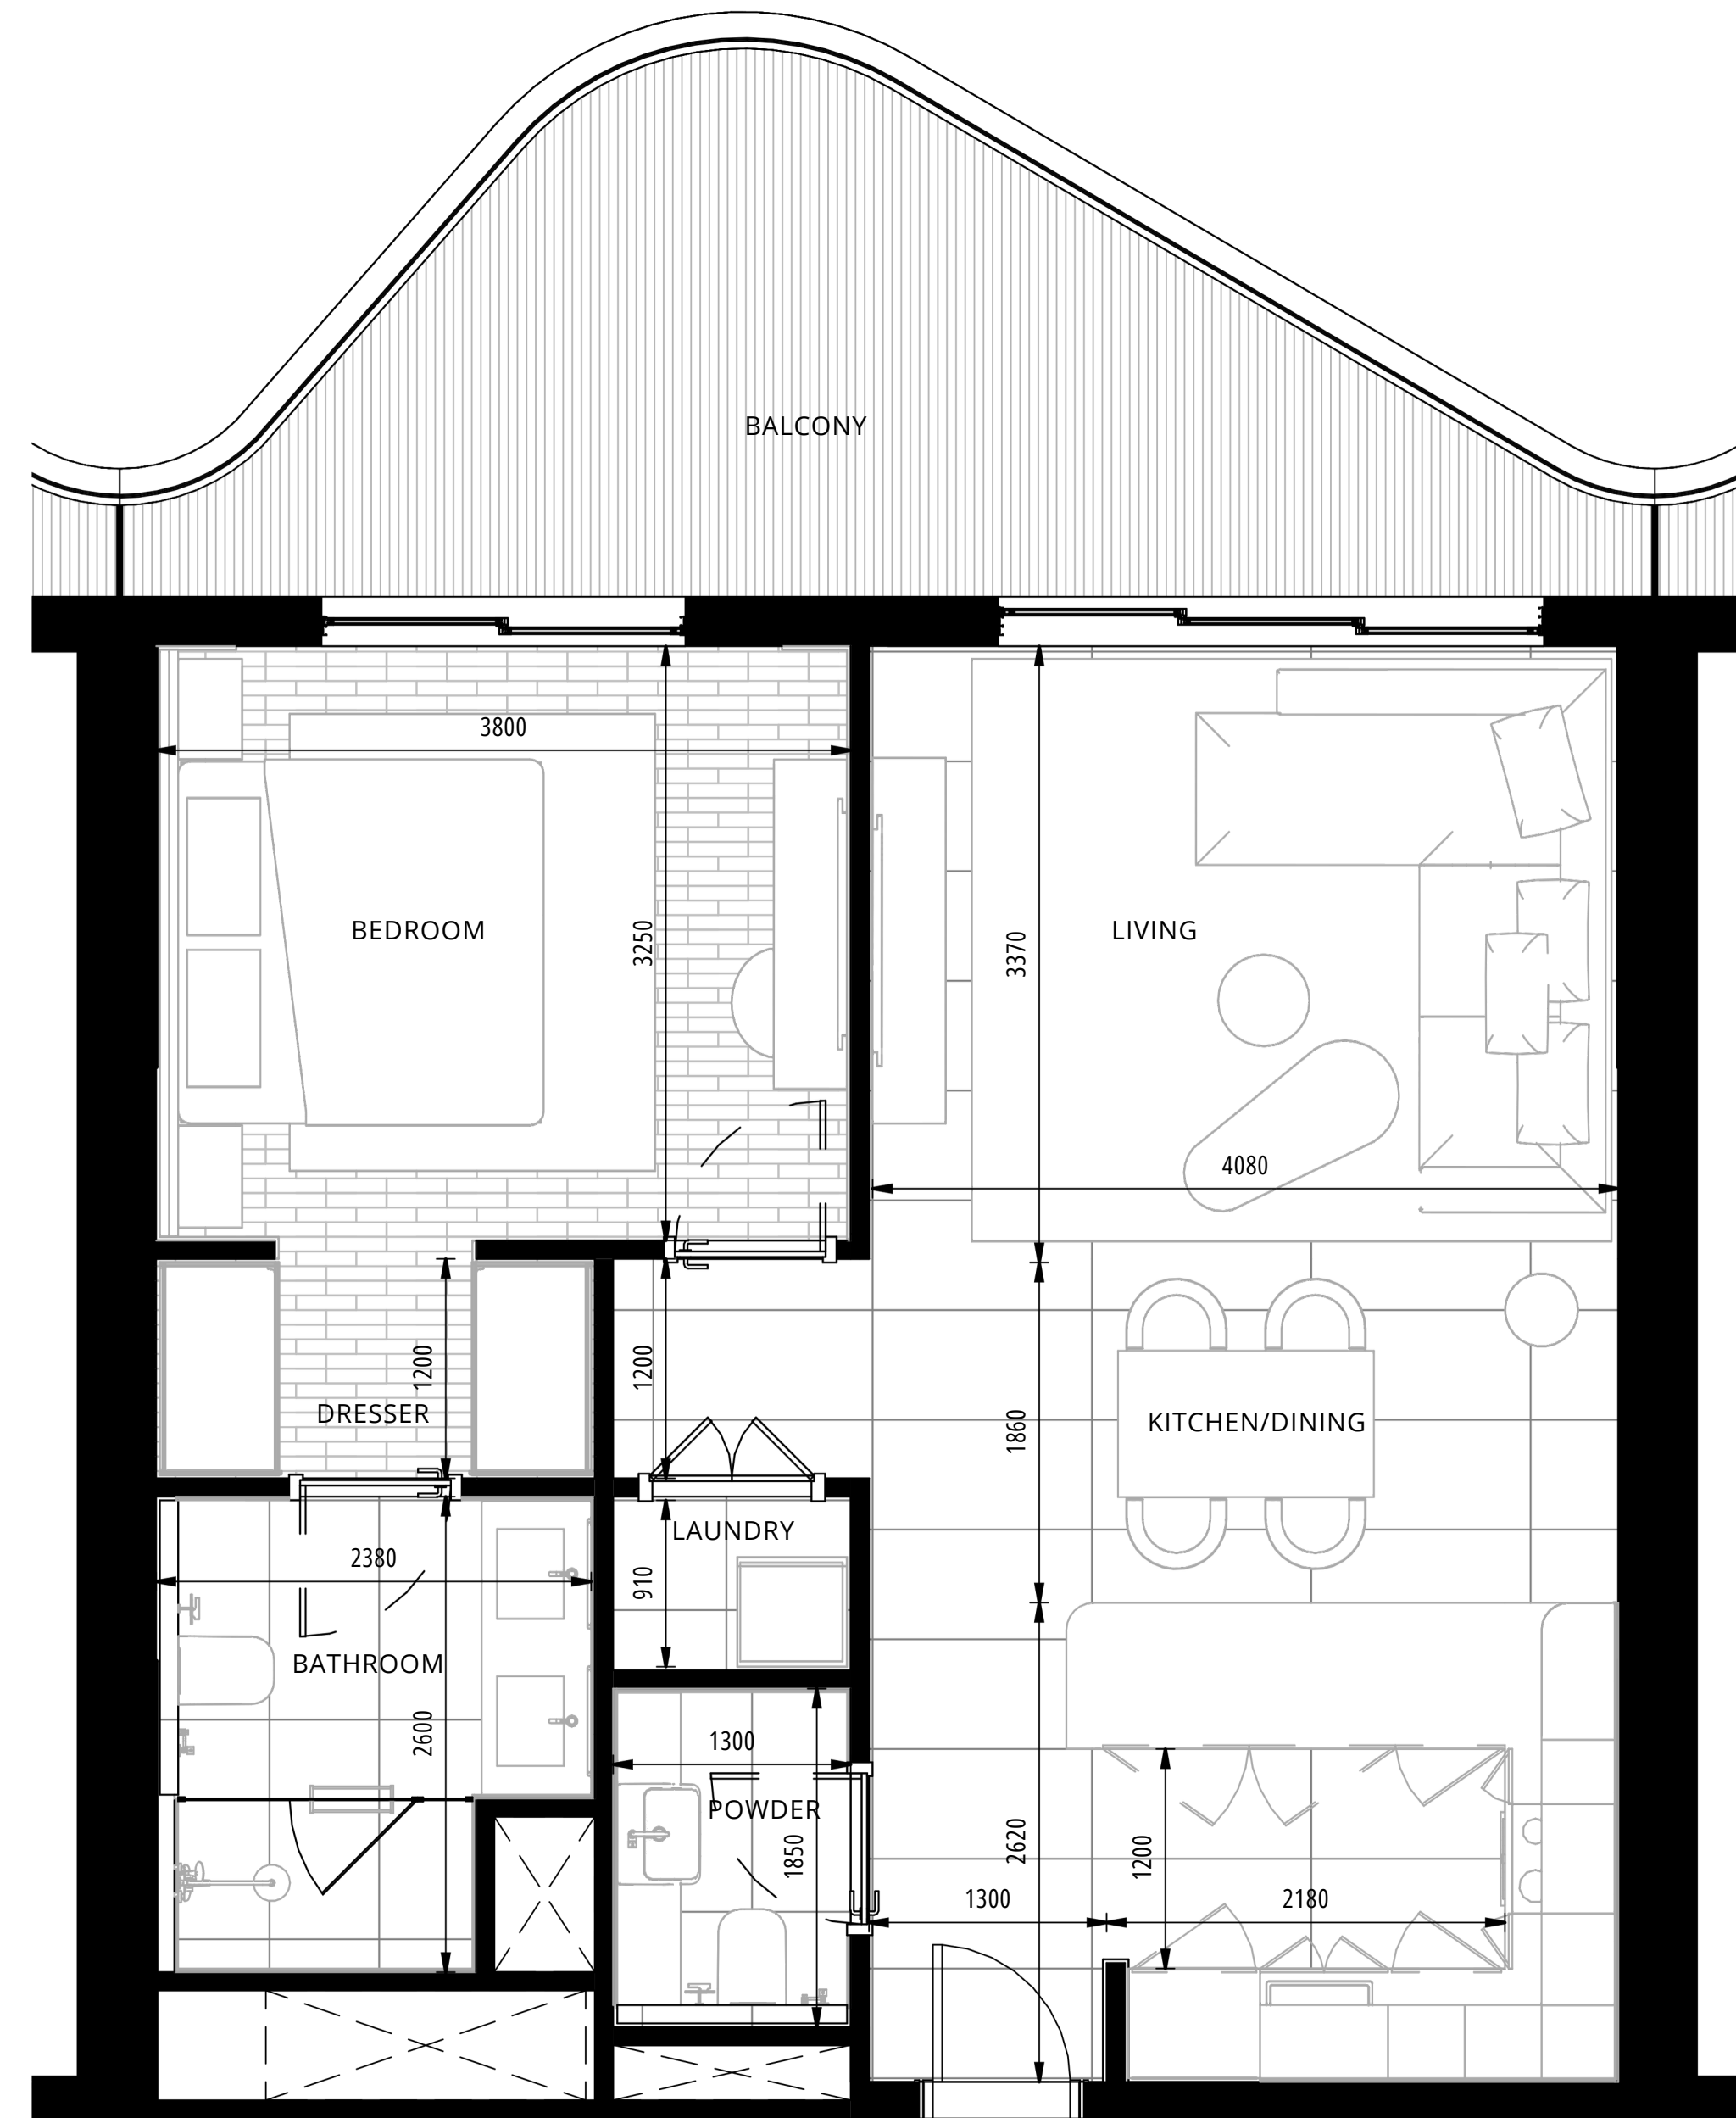 BALCONY
3800
BEDROOM
3250
LIVING
3370
4080
1200
DRESSER
1200
1860
KITCHEN/DINING
LAUNDRY
2380
910
BATHROOM
2600
1300
POWDER
1850
2620
1200
1300
2180